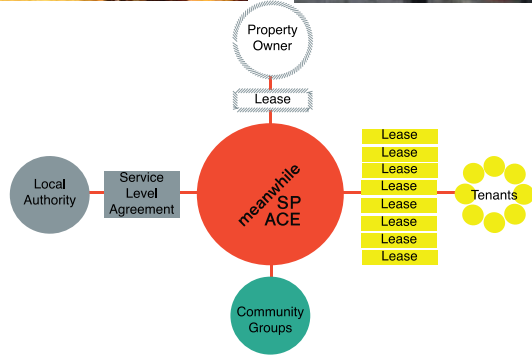 Property
Owner
Lease
Local
Authority
Service
Level
Agreement
meanwhile
SP
ACE
Lease
Lease
Lease
Lease
Lease
Lease
Lease
Lease
Tenants
Community
Groups